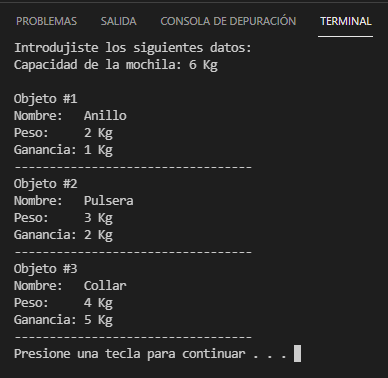 PROBLEMAS SALIDA CONSOLA DE DEPURACIÓN TERMINAL
Introdujiste los siguientes datos:
Capacidad de la mochila: 6 Kg
Objeto #1
Nombre: Anillo
Peso: 2 Kg
Ganancia: 1 Kg
----------------------------------
Objeto #2
Nombre: Pulsera
Peso: 3 Kg
Ganancia: 2 Kg
----------------------------------
Objeto #3
Nombre: Collar
Peso: 4 Kg
Ganancia: 5 Kg
----------------------------------
Presione una tecla para continuar . . .